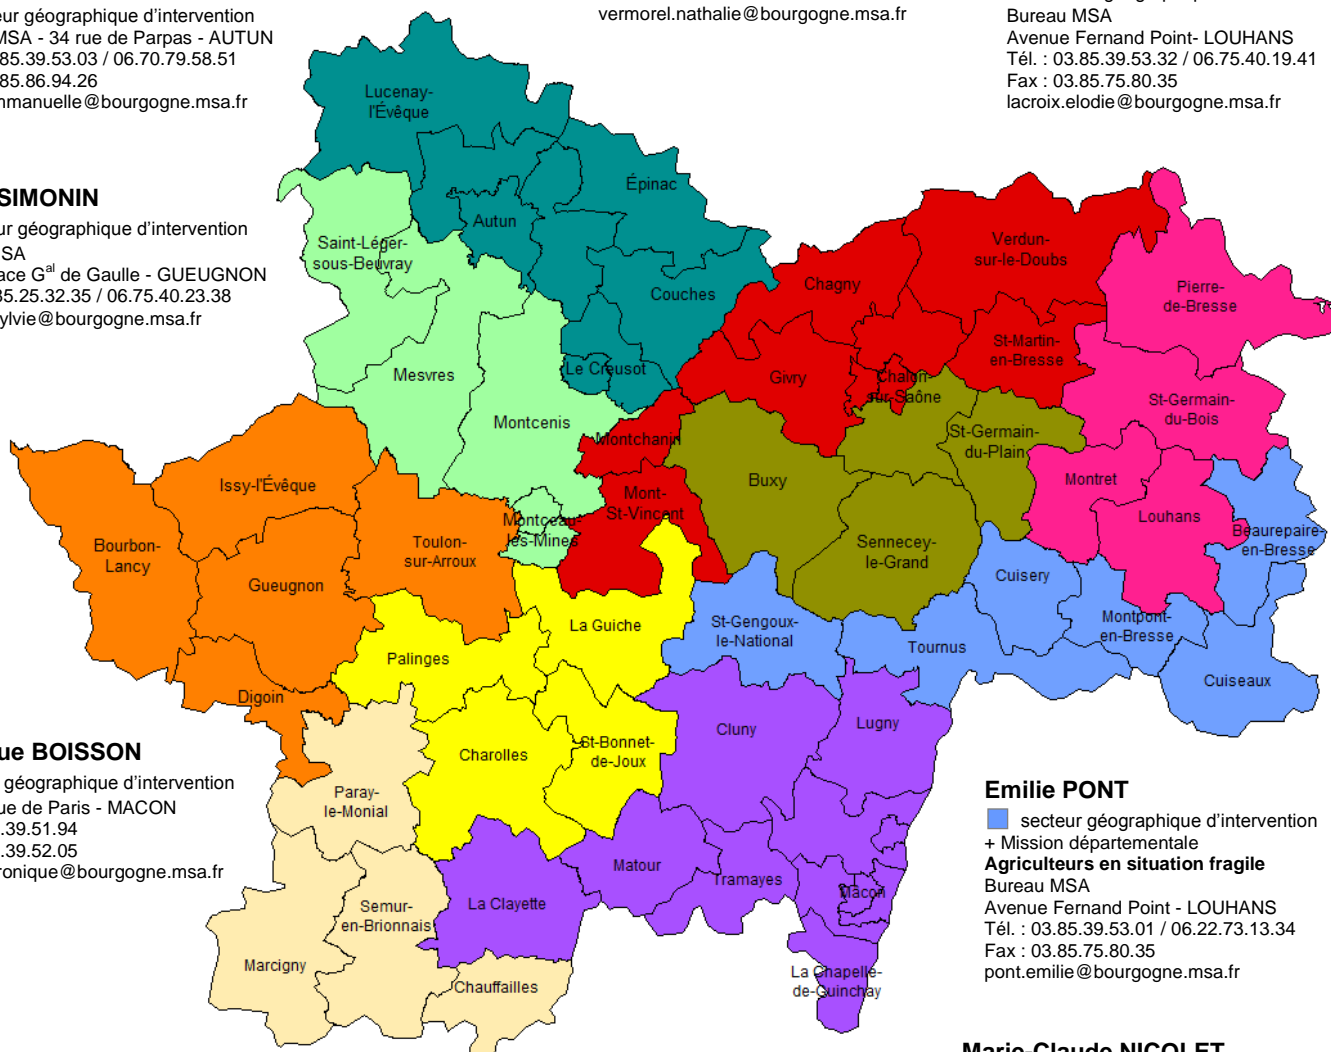 eur géographique d'intervention
MSA - 34 rue de Parpas - AUTUN
.85.39.53.03 / 06.70.79.58.51
.85.86.94.26
mmanuelle@bourgogne.msa.fr
vermorel.nathalie@bourgogne.msa.fr
Bureau MSA
Avenue Fernand Point- LOUHANS
Tél. : 03.85.39.53.32 / 06.75.40.19.41
Fax : 03.85.75.80.35
lacroix.elodie@bourgogne.msa.fr
SIMONIN
ur géographique d'intervention
SA
ace Gal de Gaulle - GUEUGNON
85.25.32.35 / 06.75.40.23.38
ylvie@bourgogne.msa.fr
Lucenay-
l'Évêque
Épinac
Autun
Saint-Léger-
sous-Beuvray
Couches
Chagny
Verdun-
sur-le-Doubs
Pierre-
de-Bresse
Mesvres
Le Creusot
Givry
Chalon-
sur-Saône
St-Martin-
en-Bresse
St-Germain-
du-Bois
Montcenis
Montchanin
St-Germain-
du-Plain
Issy-l'Évêque
Mont-
St-Vincent
Buxy
Montret
Louhans
Bourbon-
Lancy
Toulon-
sur-Arroux
Montceau-
les-Mines
Sennecey-
le-Grand
Beaurepaire-
en-Bresse
Gueugnon
Cuisery
La Guiche
St-Gengoux-
le-National
Montpont-
en-Bresse
Palinges
Tournus
Cuiseaux
Digoin
Cluny
Lugny
Charolles
St-Bonnet-
de-Joux
Paray-
le-Monial
Matour
Tramayes
Mâcon
La Clayette
Semur-
en-Brionnais
Marcigny
Chauffailles
La Chapelle-
de-Guinchay
ue BOISSON
géographique d'intervention
ue de Paris - MACON
.39.51.94
.39.52.05
ronique@bourgogne.msa.fr
Emilie PONT
secteur géographique d'intervention
+ Mission départementale
Agriculteurs en situation fragile
Bureau MSA
Avenue Fernand Point - LOUHANS
Tél. : 03.85.39.53.01 / 06.22.73.13.34
Fax : 03.85.75.80.35
pont.emilie@bourgogne.msa.fr
Marie-Claude NICOLET